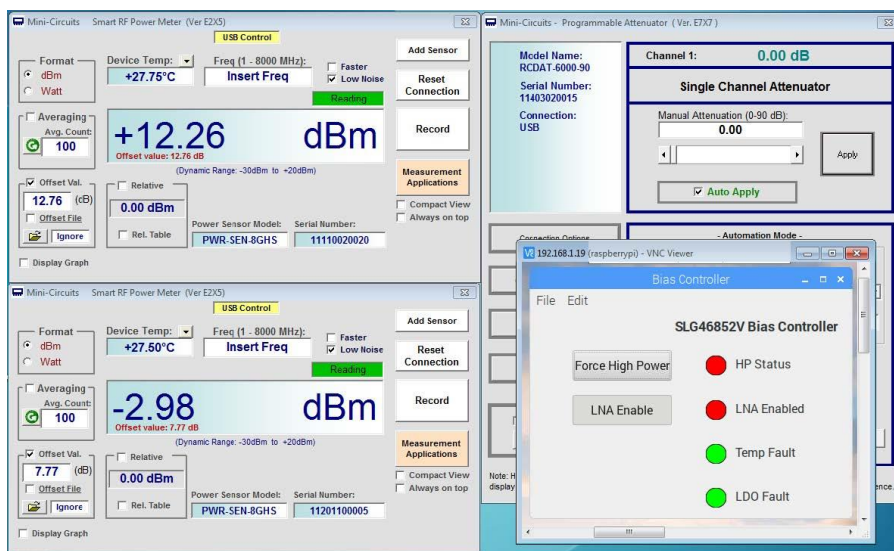 Mini-Circuits Smart RF Power Meter (Ver E2X5)
USB Control
Format
dBm
Watt
Device Temp:
+27.75°C
Freq (1 - 8000 MHz):
Insert Freq
Faster
Low Noise
Reading
Add Sensor
Reset
Connection
Record
Measurement
Applications
Compact View
Always on top
Averaging
Avg. Count:
100
+12.26 dBm
Offset value: 12.76 dB
(Dynamic Range: -30dBm to +20dBm)
Offset Val.
12.76 (dB)
Offset File
Ignore
Relative
0.00 dBm
Rel. Table
Power Sensor Model:
PWR-SEN-8GHS
Serial Number:
11110020020
Display Graph
Mini-Circuits Smart RF Power Meter (Ver E2X5)
USB Control
Format
dBm
Watt
Device Temp:
+27.50°C
Freq (1 - 8000 MHz):
Insert Freq
Faster
Low Noise
Reading
Add Sensor
Reset
Connection
Record
Measurement
Applications
Compact View
Always on top
Averaging
Avg. Count:
100
-2.98 dBm
Offset value: 7.77 dB
(Dynamic Range: -30dBm to +20dBm)
Offset Val.
7.77 (dB)
Offset File
Ignore
Relative
0.00 dBm
Rel. Table
Power Sensor Model:
PWR-SEN-8GHS
Serial Number:
11201100005
Display Graph
Mini-Circuits - Programmable Attenuator ( Ver. E7X7 )
Model Name:
RCDAT-6000-90
Serial Number:
11403020015
Connection:
USB
Channel 1: 0.00 dB
Single Channel Attenuator
Manual Attenuation (0-90 dB):
0.00
Apply
Auto Apply
Connection Options
- Automation Mode -
Note: H
display
ence.
192.168.1.19 (raspberrypi) - VNC Viewer
Bias Controller
File Edit
SLG46852V Bias Controller
Force High Power
HP Status
LNA Enable
LNA Enabled
Temp Fault
LDO Fault